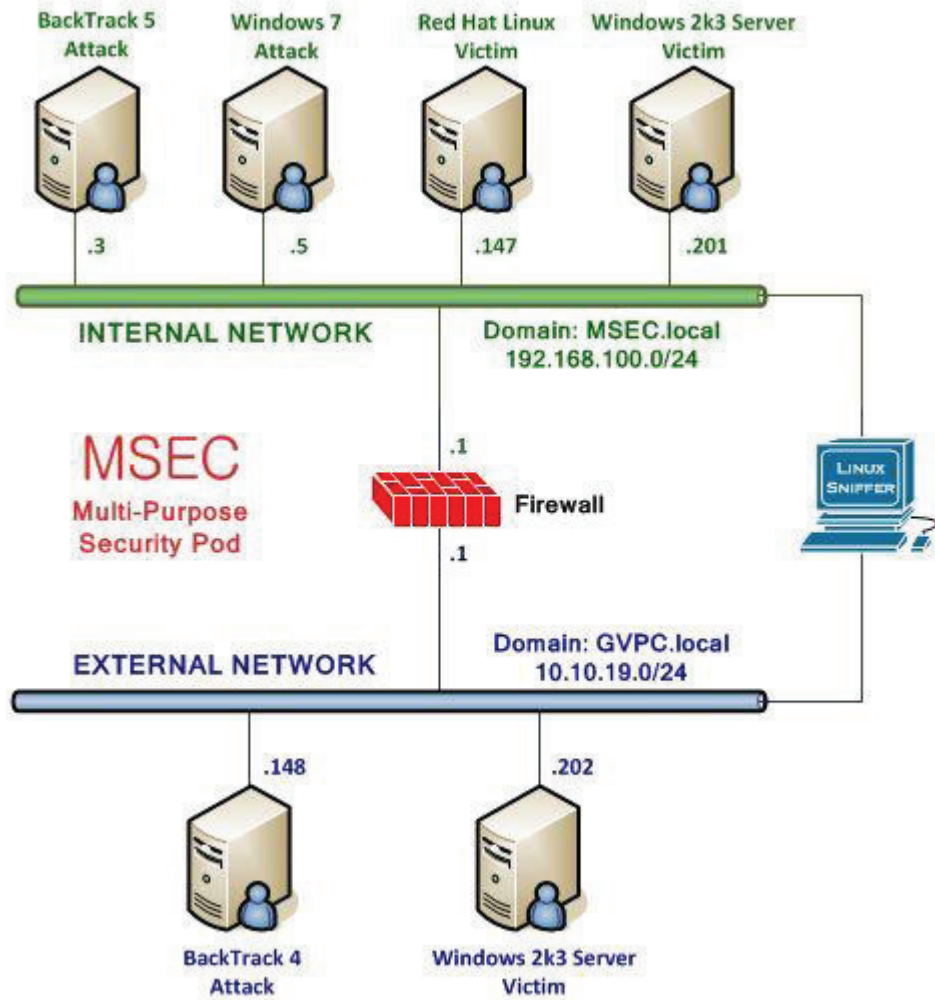 BackTrack 5
Attack
Windows 7
Attack
Red Hat Linux
Victim
Windows 2k3 Server
Victim
.3
.5
.147
.201
INTERNAL NETWORK
Domain: MSEC.local
192.168.100.0/24
MSEC
Multi-Purpose
Security Pod
.1
Firewall
.1
LINUX
SNIFFER
EXTERNAL NETWORK
Domain: GVPC.local
10.10.19.0/24
.148
.202
BackTrack 4
Attack
Windows 2k3 Server
Victim